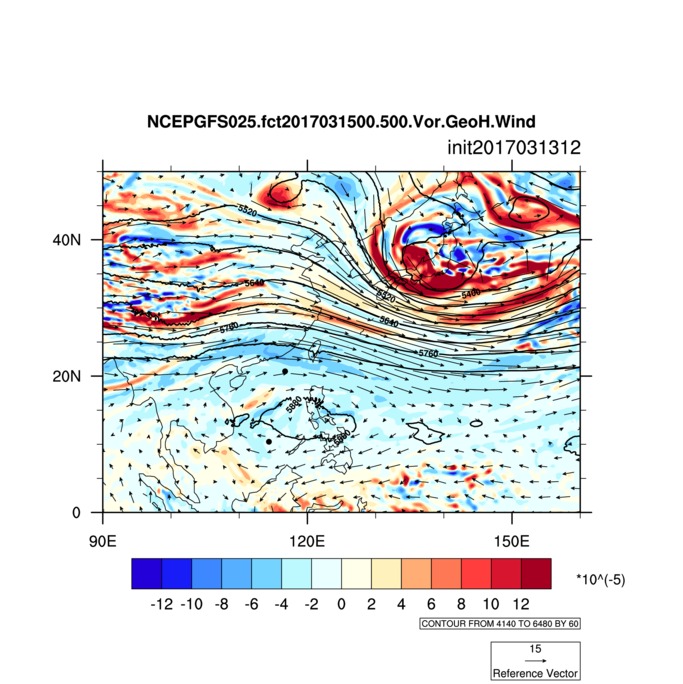 NCEPGFS025.fct2017031500.500.Vor.GeoH.Wind
init2017031312
40N
20N
0
90E 120E 150E
5520
5640
5760
5520
5400
5640
5760
5880
5880
-12 -10 -8 -6 -4 -2 0 2 4 6 8 10 12
*10^(-5)
CONTOUR FROM 4140 TO 6480 BY 60
15
Reference Vector